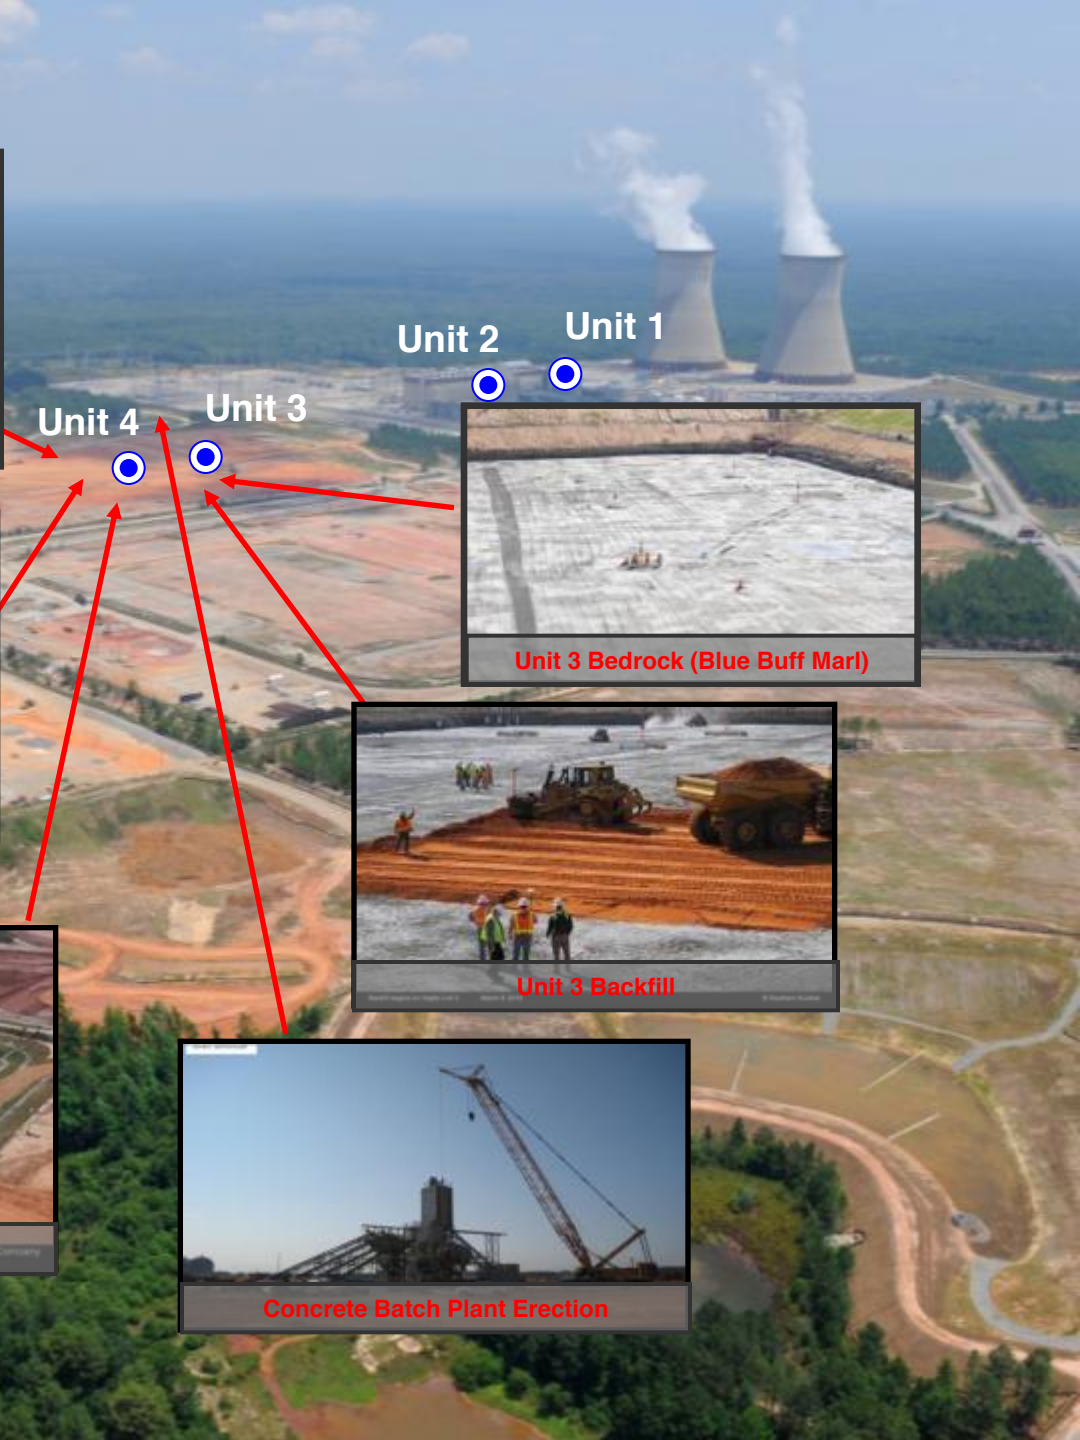 Unit 1
Unit 2
Unit 3
Unit 4
Unit 3 Bedrock (Blue Buff Marl)
Unit 3 Backfill
Company
Concrete Batch Plant Erection